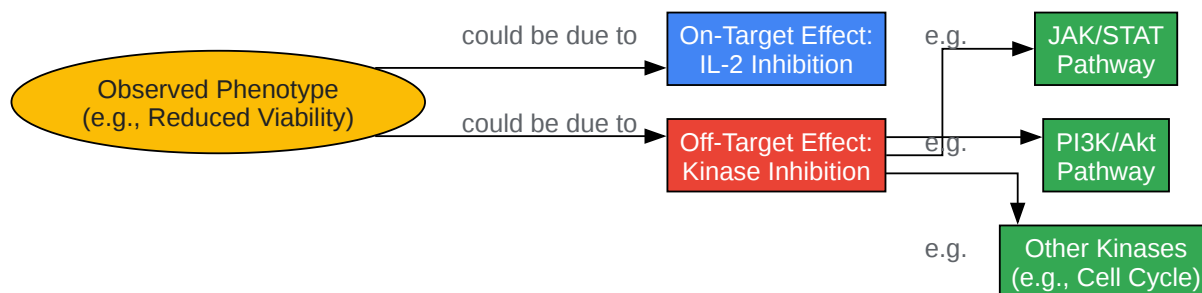 Observed Phenotype
(e.g., Reduced Viability)
could be due to
On-Target Effect:
IL-2 Inhibition
could be due to
Off-Target Effect:
Kinase Inhibition
e.g.
JAK/STAT
Pathway
e.g.
PI3K/Akt
Pathway
e.g.
Other Kinases
(e.g., Cell Cycle)